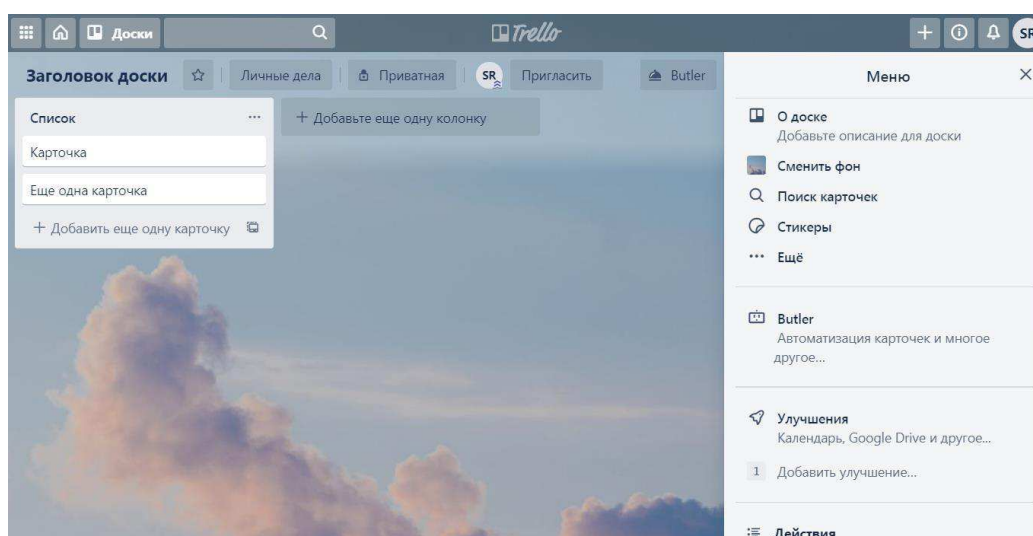 Доски
Trello
SR
Заголовок доски
Личные дела
Приватная
SR
Пригласить
Butler
Меню
Список
Карточка
Еще одна карточка
+ Добавить еще одну карточку
+ Добавьте еще одну колонку
О доске
Добавьте описание для доски
Сменить фон
Поиск карточек
Стикеры
Ещё
Butler
Автоматизация карточек и многое
другое...
Улучшения
Календарь, Google Drive и другое...
1 Добавить улучшение...
Действия